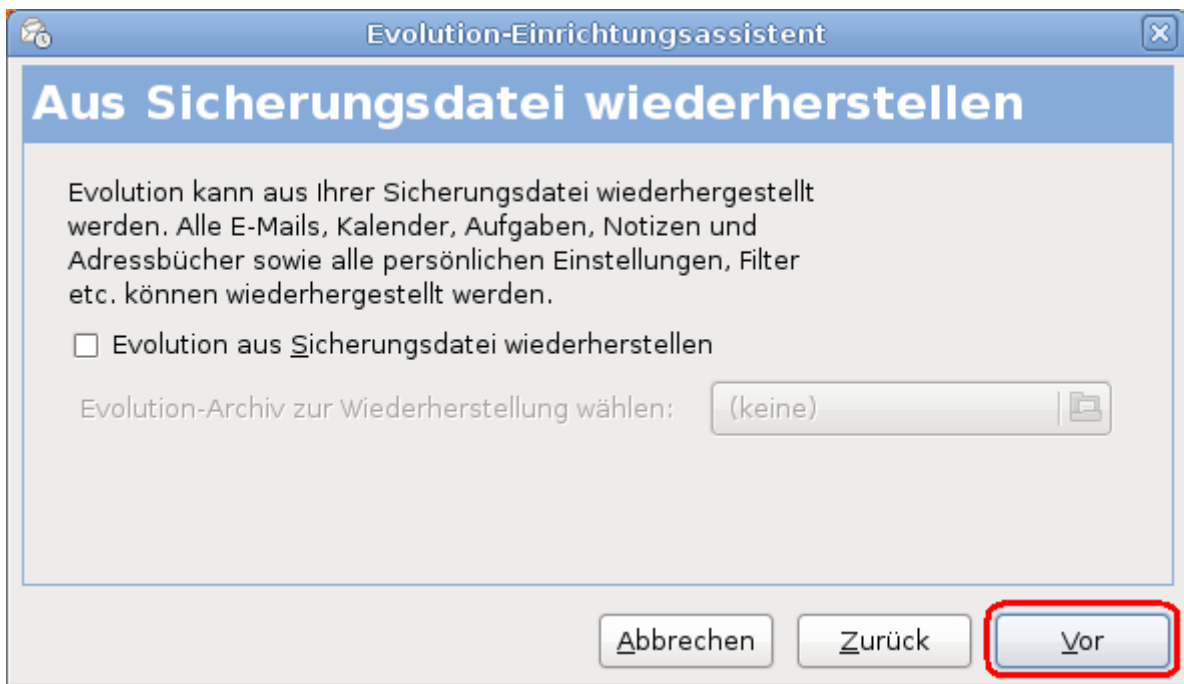 Evolution-Einrichtungsassistent
Aus Sicherungsdatei wiederherstellen
Evolution kann aus Ihrer Sicherungsdatei wiederhergestellt
werden. Alle E-Mails, Kalender, Aufgaben, Notizen und
Adressbücher sowie alle persönlichen Einstellungen, Filter
etc. können wiederhergestellt werden.
Evolution aus Sicherungsdatei wiederherstellen
Evolution-Archiv zur Wiederherstellung wählen: (keine)
Abbrechen Zurück Vor